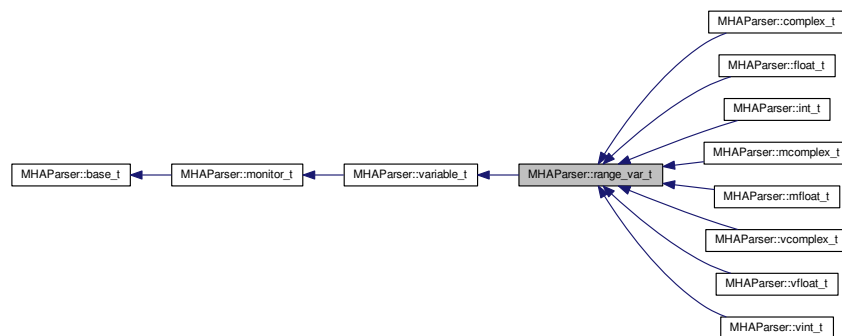 MHAParser::complex_t
MHAParser::float_t
MHAParser::int_t
MHAParser::base_t
MHAParser::monitor_t
MHAParser::variable_t
MHAParser::range_var_t
MHAParser::mcomplex_t
MHAParser::mfloat_t
MHAParser::vcomplex_t
MHAParser::vfloat_t
MHAParser::vint_t